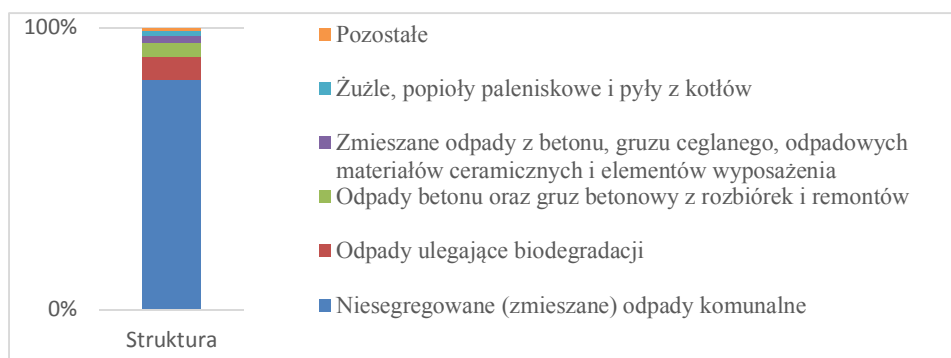 100%
0%
Struktura
Pozostałe
Żużle, popioły paleniskowe i pyły z kotłów
Zmieszane odpady z betonu, gruzu ceglanego, odpadowych
materiałów ceramicznych i elementów wyposażenia
Odpady betonu oraz gruz betonowy z rozbiórek i remontów
Odpady ulegające biodegradacji
Niesegregowane (zmieszane) odpady komunalne